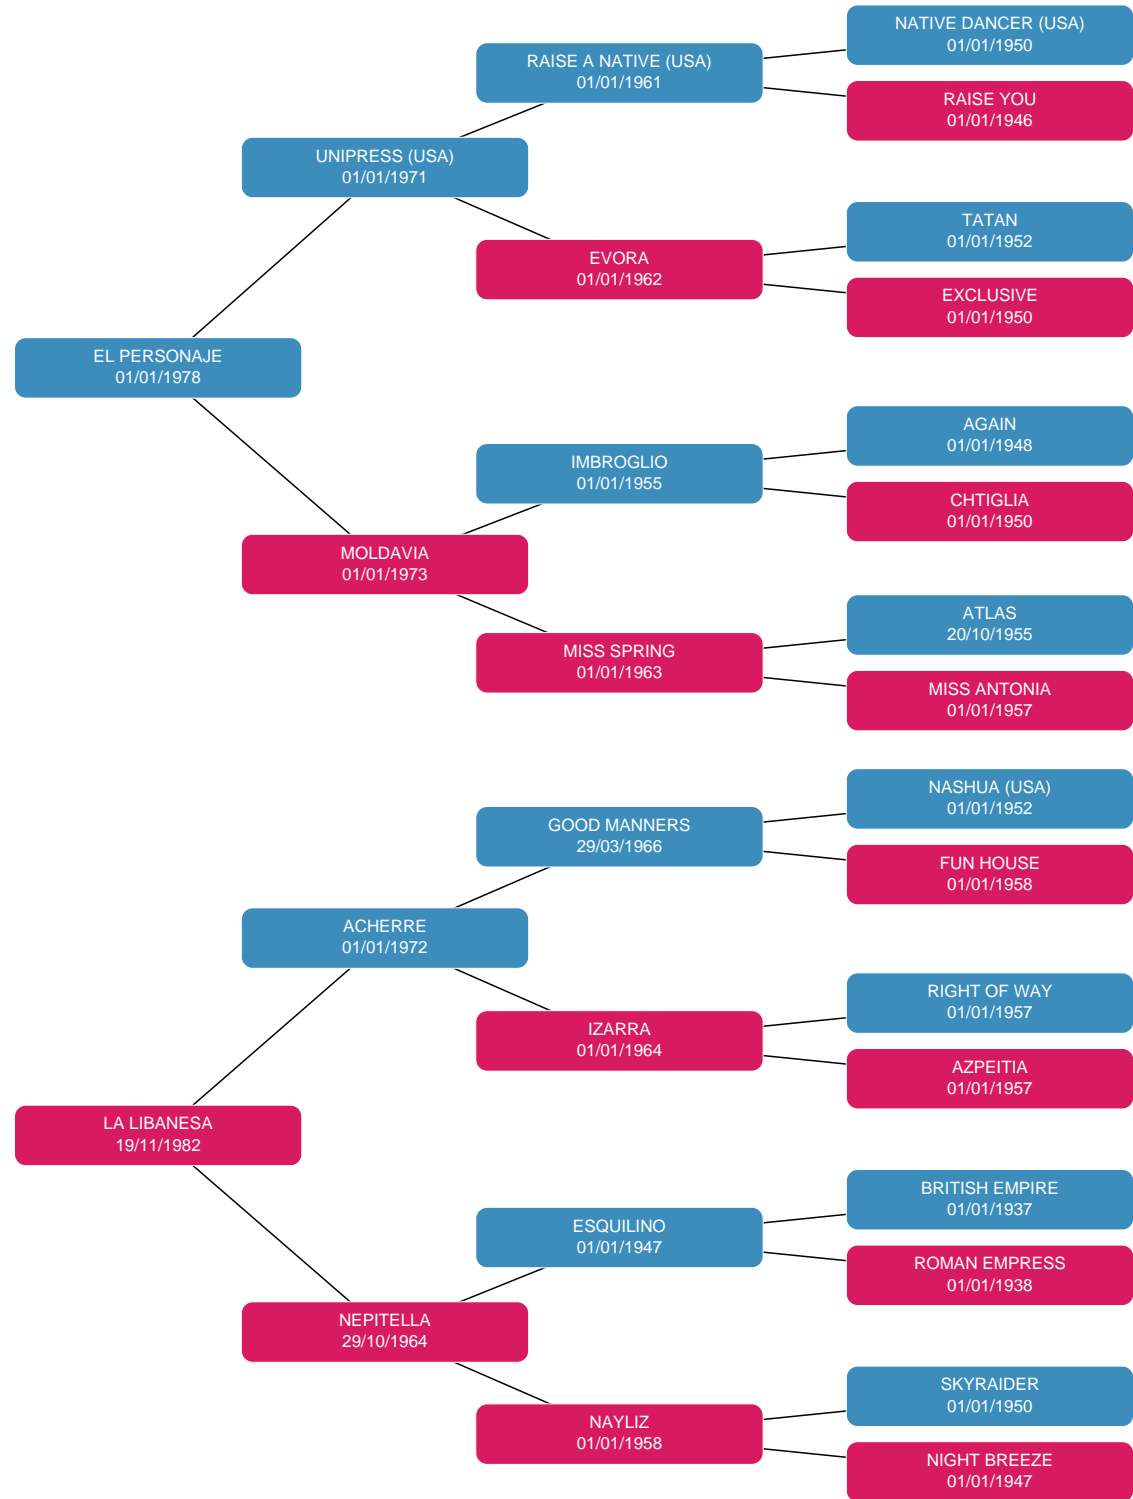 NATIVE DANCER (USA)
01/01/1950
RAISE A NATIVE (USA)
01/01/1961
RAISE YOU
01/01/1946
UNIPRESS (USA)
01/01/1971
TATAN
01/01/1952
EVORA
01/01/1962
EXCLUSIVE
01/01/1950
EL PERSONAJE
01/01/1978
AGAIN
01/01/1948
IMBROGLIO
01/01/1955
CHTIGLIA
01/01/1950
MOLDAVIA
01/01/1973
ATLAS
20/10/1955
MISS SPRING
01/01/1963
MISS ANTONIA
01/01/1957
NASHUA (USA)
01/01/1952
GOOD MANNERS
29/03/1966
FUN HOUSE
01/01/1958
ACHERRE
01/01/1972
RIGHT OF WAY
01/01/1957
IZARRA
01/01/1964
AZPEITIA
01/01/1957
LA LIBANESA
19/11/1982
BRITISH EMPIRE
01/01/1937
ESQUILINO
01/01/1947
ROMAN EMPRESS
01/01/1938
NEPITELLA
29/10/1964
SKYRAIDER
01/01/1950
NAYLIZ
01/01/1958
NIGHT BREEZE
01/01/1947